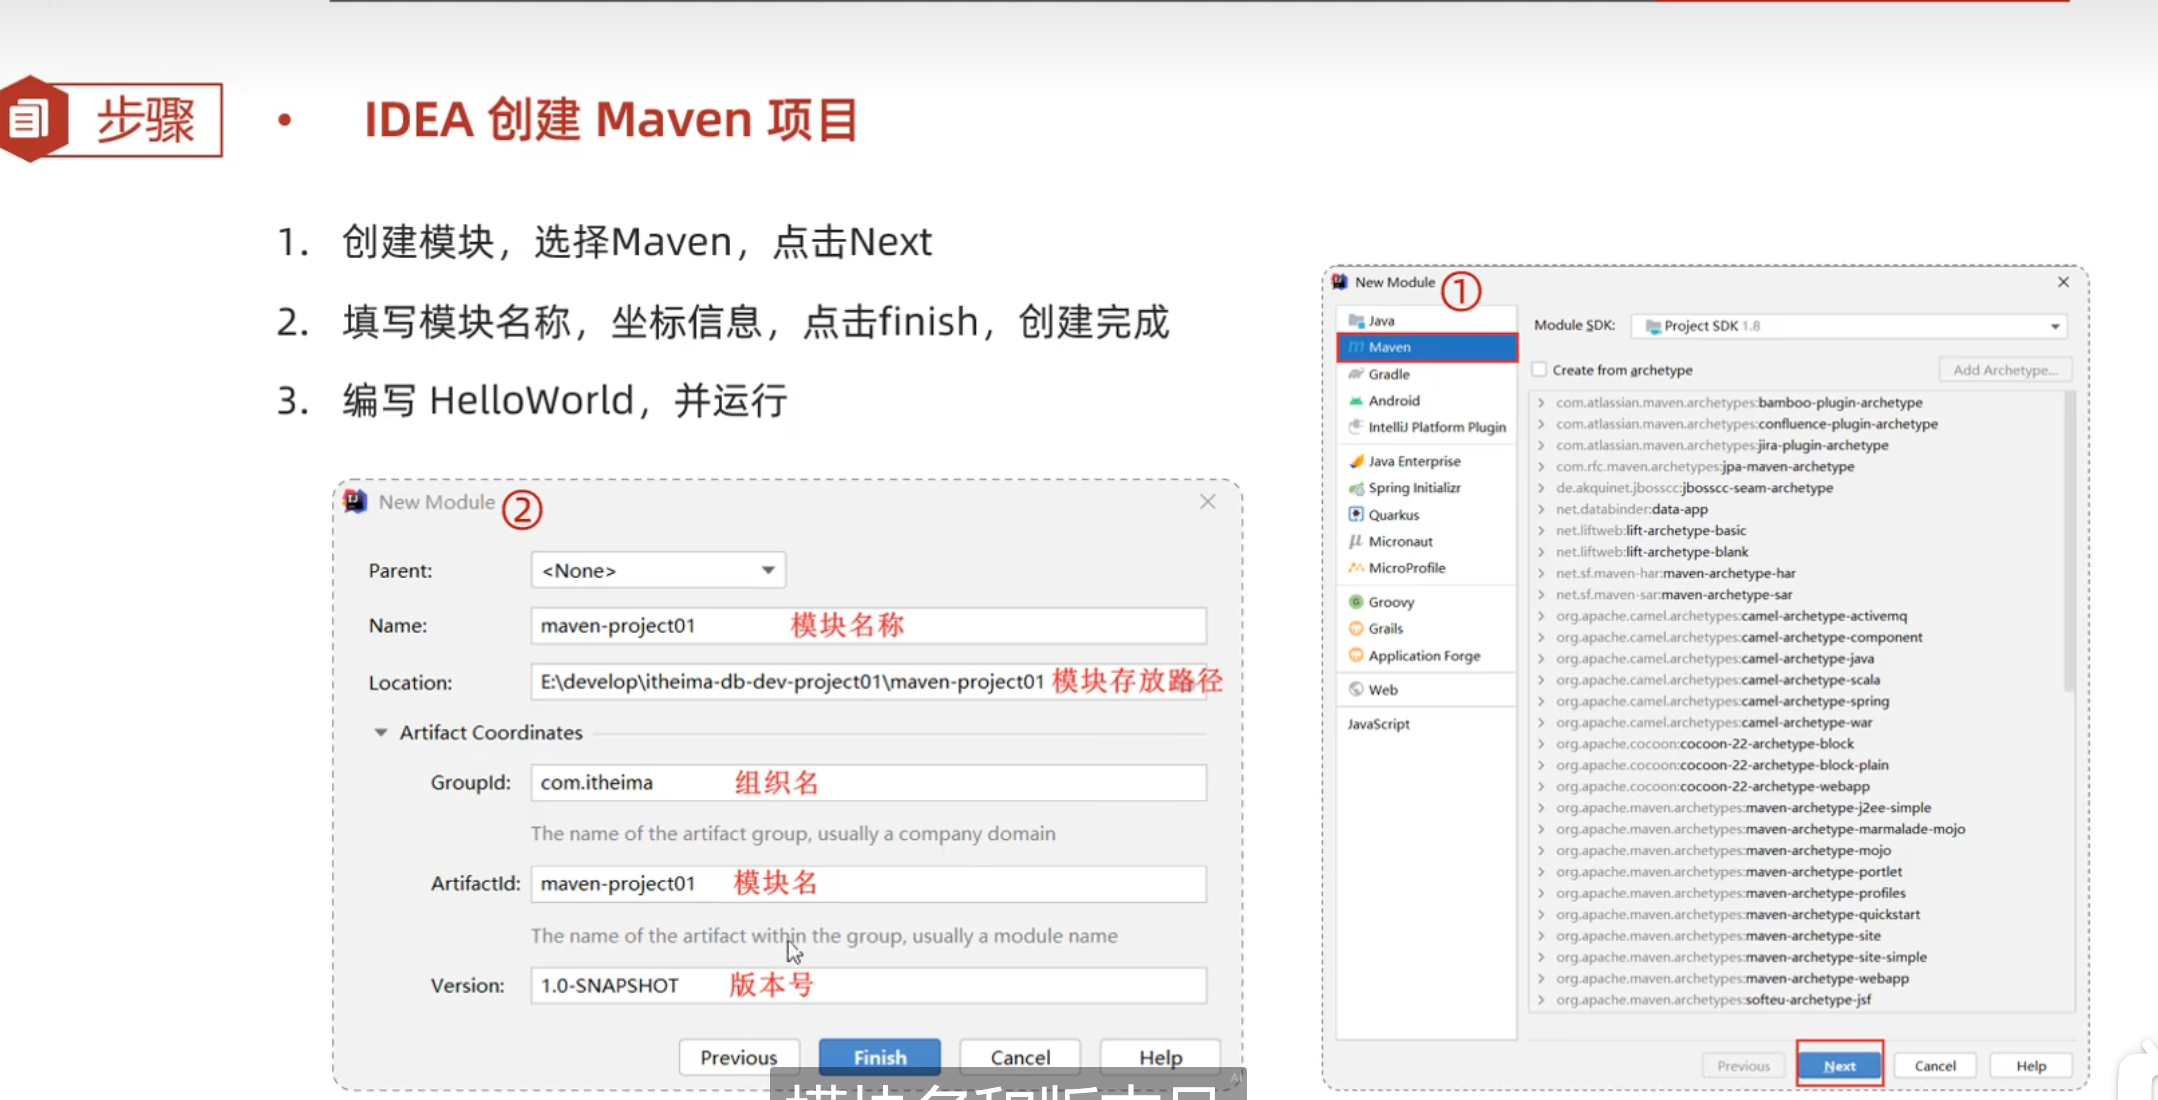 步骤
• IDEA 创建 Maven 项目
1. 创建模块，选择Maven，点击Next
2. 填写模块名称，坐标信息，点击finish，创建完成
3. 编写 HelloWorld，并运行
New Module ②
Parent: <None>
Name: maven-project01 模块名称
Location: E:\develop\itheima-db-dev-project01\maven-project01 模块存放路径
Artifact Coordinates
GroupId: com.itheima 组织名
The name of the artifact group, usually a company domain
ArtifactId: maven-project01 模块名
The name of the artifact within the group, usually a module name
Version: 1.0-SNAPSHOT 版本号
Previous Finish Cancel Help
模块名和版本号
AI
New Module ①
Java
Maven
Gradle
Android
IntelliJ Platform Plugin
Java Enterprise
Spring Initializr
Quarkus
Micronaut
MicroProfile
Groovy
Grails
Application Forge
Web
JavaScript
Module SDK: Project SDK 1.8
Create from archetype Add Archetype...
com.atlassian.maven.archetypes:bamboo-plugin-archetype
com.atlassian.maven.archetypes:confluence-plugin-archetype
com.atlassian.maven.archetypes:jira-plugin-archetype
com.rfc.maven.archetypes:jpa-maven-archetype
de.akquinet.jbosscc:jbosscc-seam-archetype
net.databinder:data-app
net.liftweb:lift-archetype-basic
net.liftweb:lift-archetype-blank
net.sf.maven-har:maven-archetype-har
net.sf.maven-sar:maven-archetype-sar
org.apache.camel.archetypes:camel-archetype-activemq
org.apache.camel.archetypes:camel-archetype-component
org.apache.camel.archetypes:camel-archetype-java
org.apache.camel.archetypes:camel-archetype-scala
org.apache.camel.archetypes:camel-archetype-spring
org.apache.camel.archetypes:camel-archetype-war
org.apache.cocoon:cocoon-22-archetype-block
org.apache.cocoon:cocoon-22-archetype-block-plain
org.apache.cocoon:cocoon-22-archetype-webapp
org.apache.maven.archetypes:maven-archetype-j2ee-simple
org.apache.maven.archetypes:maven-archetype-marmalade-mojo
org.apache.maven.archetypes:maven-archetype-mojo
org.apache.maven.archetypes:maven-archetype-portlet
org.apache.maven.archetypes:maven-archetype-profiles
org.apache.maven.archetypes:maven-archetype-quickstart
org.apache.maven.archetypes:maven-archetype-site
org.apache.maven.archetypes:maven-archetype-site-simple
org.apache.maven.archetypes:maven-archetype-webapp
org.apache.maven.archetypes:softeu-archetype-jsf
Previous Next Cancel Help